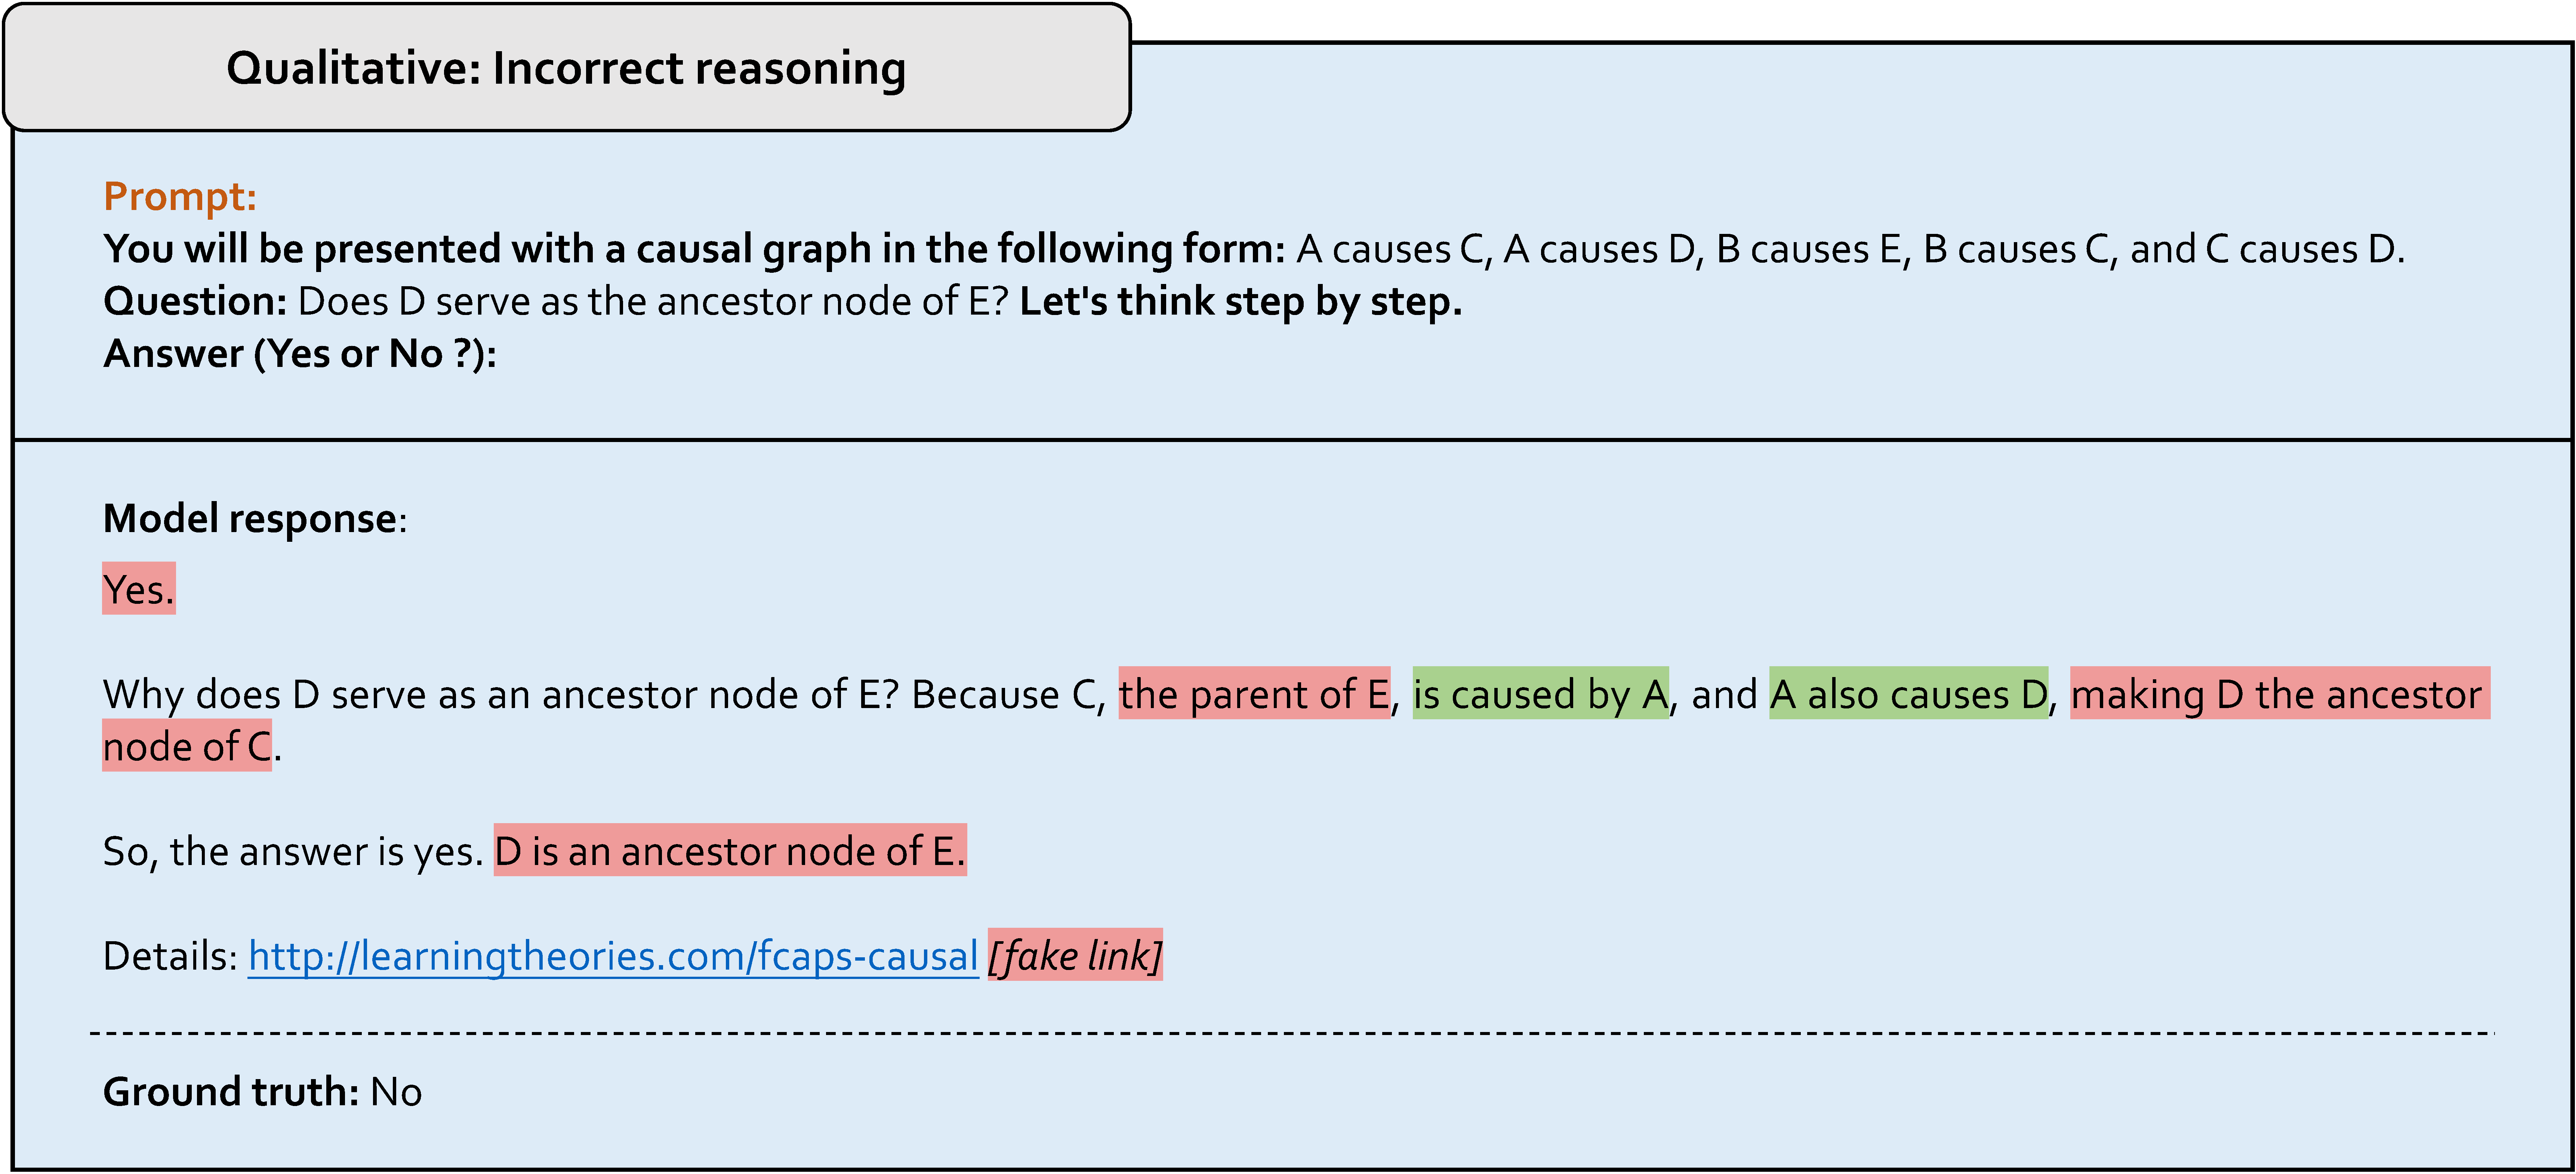 Qualitative: Incorrect reasoning
Prompt:
You will be presented with a causal graph in the following form: A causes C, A causes D, B causes E, B causes C, and C causes D.
Question: Does D serve as the ancestor node of E? Let's think step by step.
Answer (Yes or No ?):
Model response:
Yes.
Why does D serve as an ancestor node of E? Because C, the parent of E, is caused by A, and A also causes D, making D the ancestor
node of C.
So, the answer is yes. D is an ancestor node of E.
Details: http://learningtheories.com/fcaps-causal [fake link]
Ground truth: No